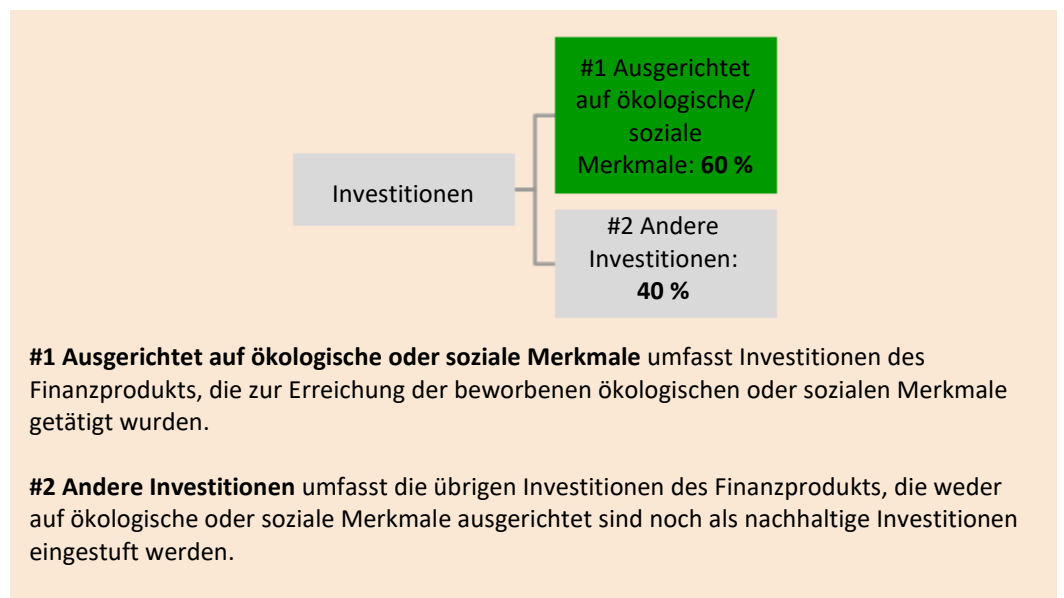 #1 Ausgerichtet
auf ökologische/
soziale
Merkmale: 60 %
Investitionen
#2 Andere
Investitionen:
40 %
#1 Ausgerichtet auf ökologische oder soziale Merkmale umfasst Investitionen des
Finanzprodukts, die zur Erreichung der beworbenen ökologischen oder sozialen Merkmale
getätigt wurden.
#2 Andere Investitionen umfasst die übrigen Investitionen des Finanzprodukts, die weder
auf ökologische oder soziale Merkmale ausgerichtet sind noch als nachhaltige Investitionen
eingestuft werden.